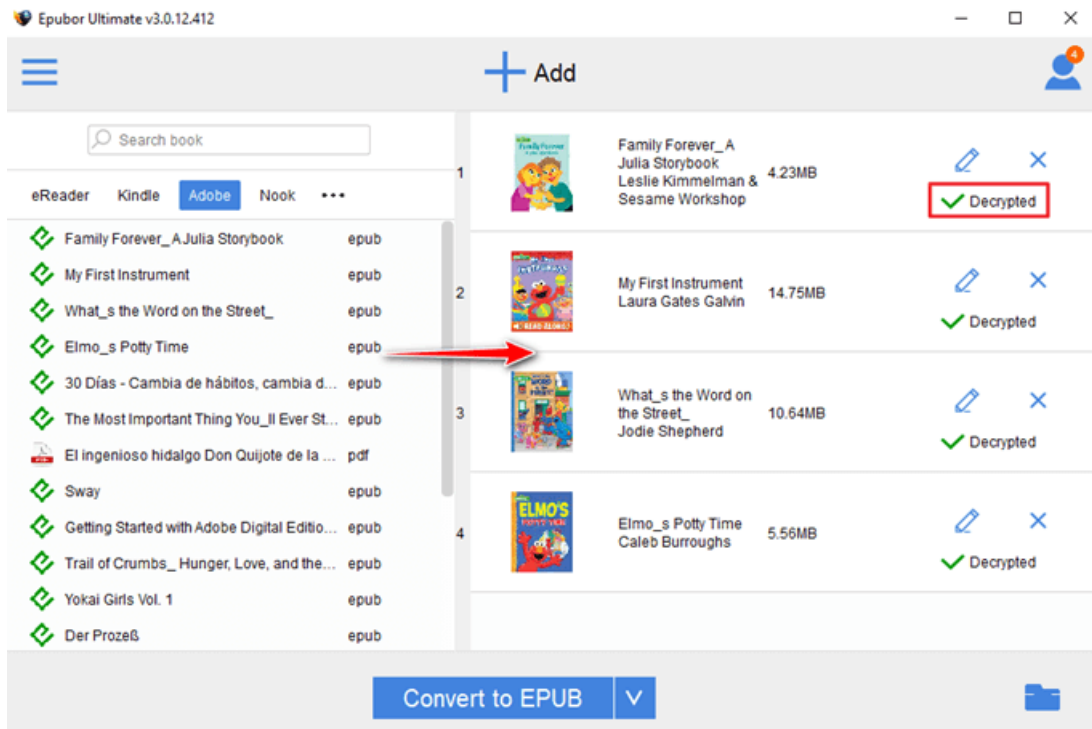 Epubor Ultimate v3.0.12.412
Add
4
Search book
eReader Kindle Adobe Nook •••
Family Forever_ A Julia Storybook epub
My First Instrument epub
What_s the Word on the Street_ epub
Elmo_s Potty Time epub
30 Días - Cambia de hábitos, cambia d... epub
The Most Important Thing You_ll Ever St... epub
El ingenioso hidalgo Don Quijote de la ... pdf
Sway epub
Getting Started with Adobe Digital Editio... epub
Trail of Crumbs_ Hunger, Love, and the... epub
Yokai Girls Vol. 1 epub
Der Prozeß epub
1
Family Forever_ A
Julia Storybook
Leslie Kimmelman &
Sesame Workshop
4.23MB
Decrypted
2
My First Instrument
Laura Gates Galvin
14.75MB
Decrypted
3
What_s the Word on
the Street_
Jodie Shepherd
10.64MB
Decrypted
4
ELMO'S
POTTY TIME
Elmo_s Potty Time
Caleb Burroughs
5.56MB
Decrypted
Convert to EPUB